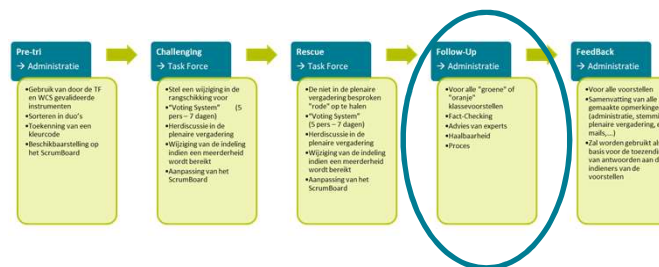 Pre-tri
→ Administratie
•Gebruik van door de TF
en WCS gevalideerde
instrumenten
•Sorteren in duo's
•Toekenning van een
kleurcode
•Beschikbaarstelling op
het ScrumBoard
Challenging
→ Task Force
•Stel een wijziging in de
rangschikking voor
•"Voting System" (5
pers – 7 dagen)
•Herdiscussie in de
plenaire vergadering
•Wijziging van de indeling
indien een meerderheid
wordt bereikt
•Aanpassing van het
ScrumBoard
Rescue
→ Task Force
•De niet in de plenaire
vergadering besproken
"rode" op te halen
•"Voting System"
(5 pers – 7 dagen)
•Herdiscussie in de
plenaire vergadering
•Wijziging van de indeling
indien een meerderheid
wordt bereikt
•Aanpassing van het
ScrumBoard
Follow-Up
→ Administratie
•Voor alle "groene" of
"oranje"
klassevoorstellen
•Fact-Checking
•Advies van experts
•Haalbaarheid
•Proces
FeedBack
→ Administratie
•Voor alle voorstellen
•Samenvatting van alle
gemaakte opmerkingen
(administratie,
plenaire vergadering,
mails,....)
•Zal worden gebruikt als
basis voor de
van antwoorden aan de
indieners van de
voorstellen